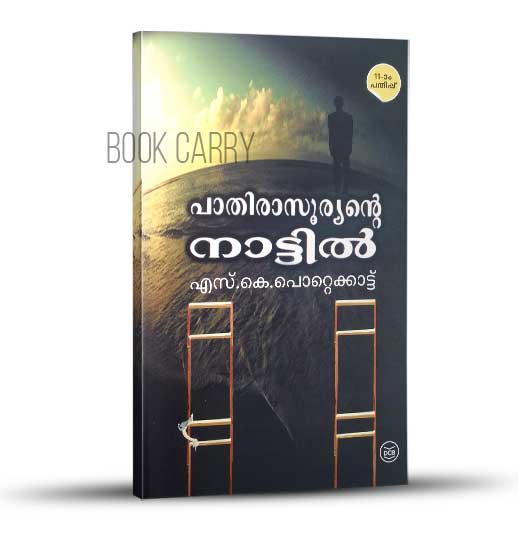 11-ാം
പതിപ്പ്
BOOK CARRY
പാതിരാസൂര്യന്റെ
നാട്ടിൽ
എസ്.കെ.പൊറ്റെക്കാട്ട്
DCB